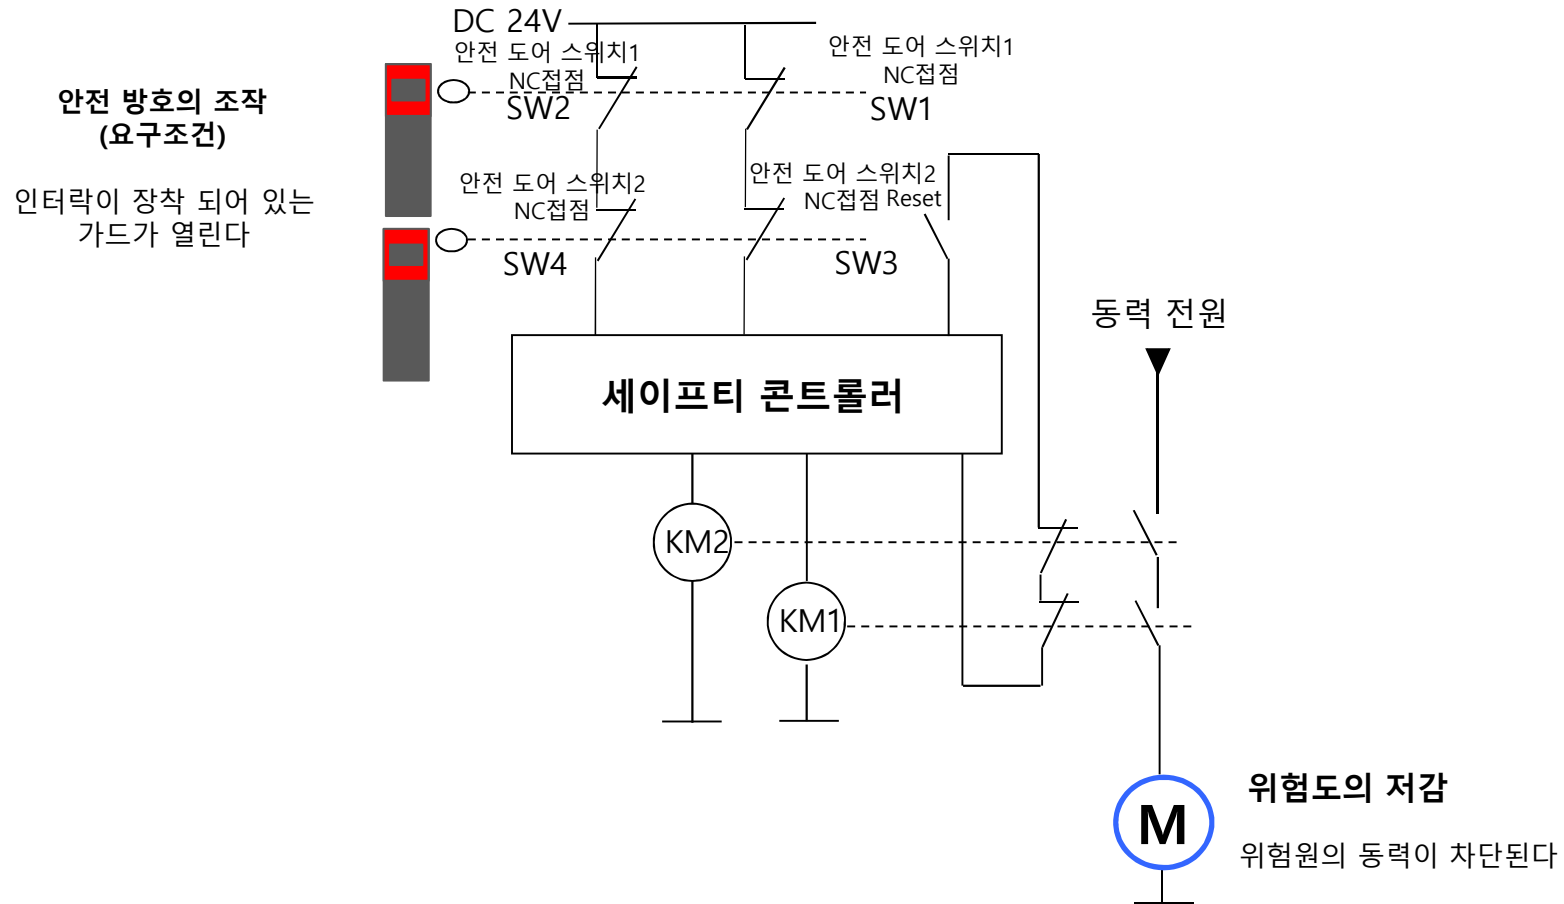 DC 24V
안전 도어 스위치1
NC접점
SW2
안전 도어 스위치1
NC접점
SW1
안전 방호의 조작
(요구조건)
인터락이 장착 되어 있는
가드가 열린다
안전 도어 스위치2
NC접점
SW4
안전 도어 스위치2
NC접점 Reset
SW3
동력 전원
세이프티 콘트롤러
KM2
KM1
M
위험도의 저감
위험원의 동력이 차단된다